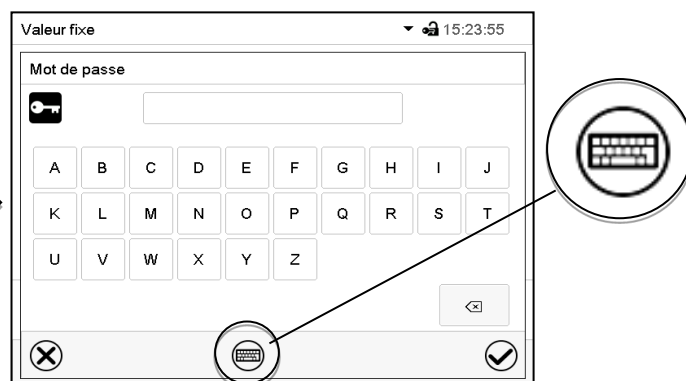 Valeur fixe 15:23:55
Mot de passe
A B C D E F G H I J
K L M N O P Q R S T
U V W X Y Z